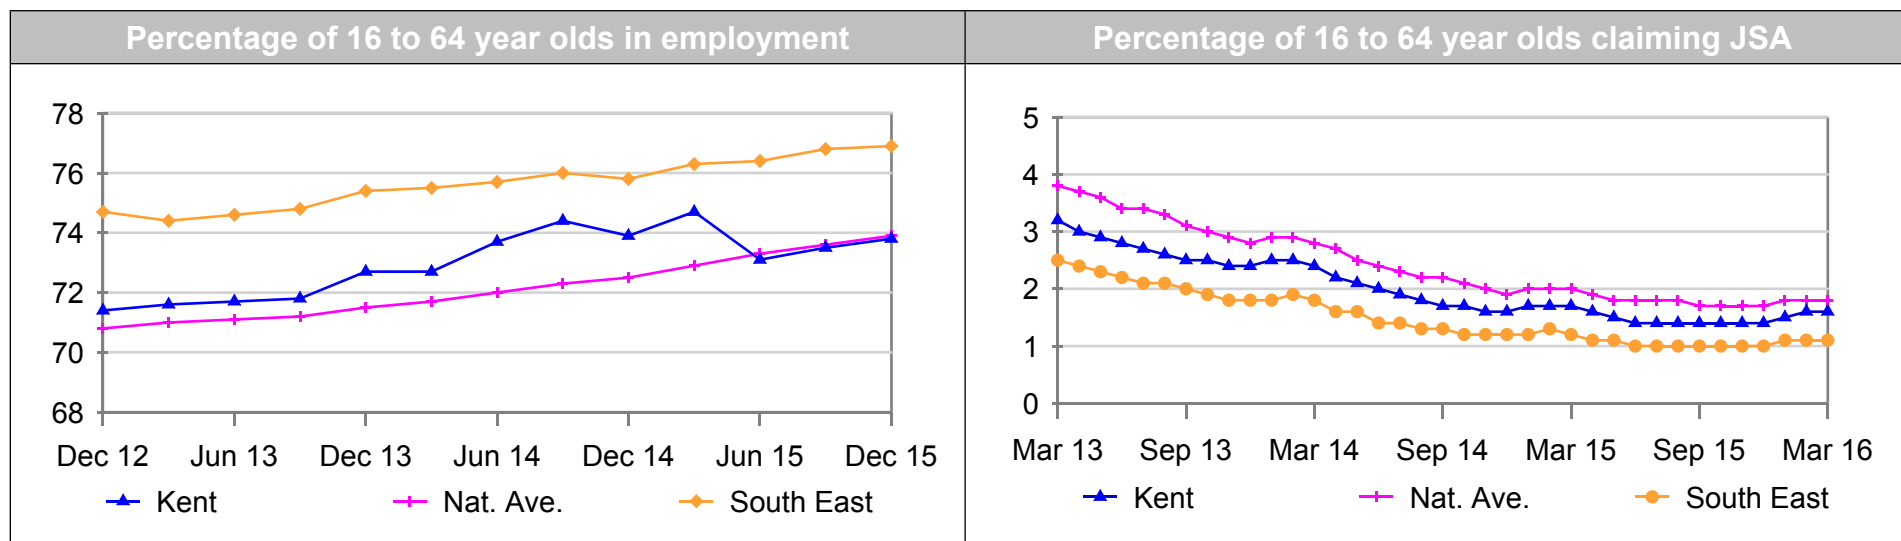 Percentage of 16 to 64 year olds in employment
78
76
74
72
70
68
Dec 12 Jun 13 Dec 13 Jun 14 Dec 14 Jun 15 Dec 15
Kent Nat. Ave. South East
Percentage of 16 to 64 year olds claiming JSA
5
4
3
2
1
0
Mar 13 Sep 13 Mar 14 Sep 14 Mar 15 Sep 15 Mar 16
Kent Nat. Ave. South East